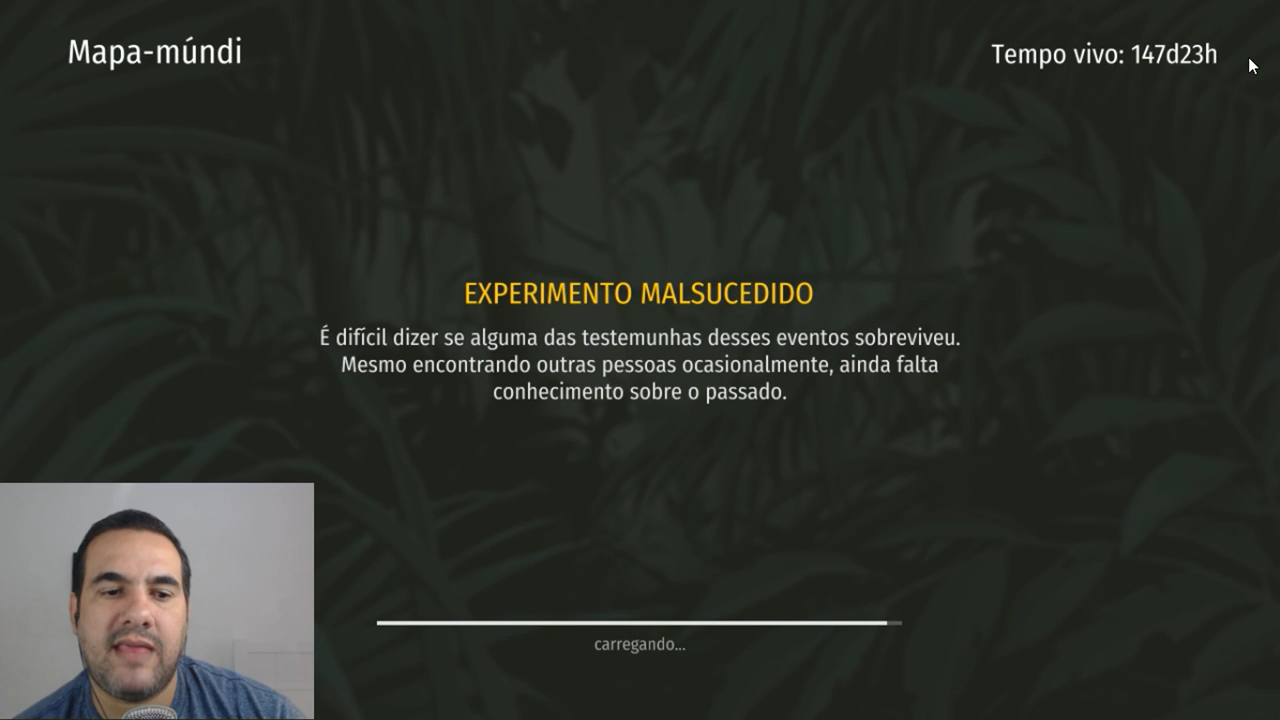 Mapa-múndi
Tempo vivo: 147d23h
EXPERIMENTO MALSUCEDIDO
É difícil dizer se alguma das testemunhas desses eventos sobreviveu.
Mesmo encontrando outras pessoas ocasionalmente, ainda falta
conhecimento sobre o passado.
carregando...